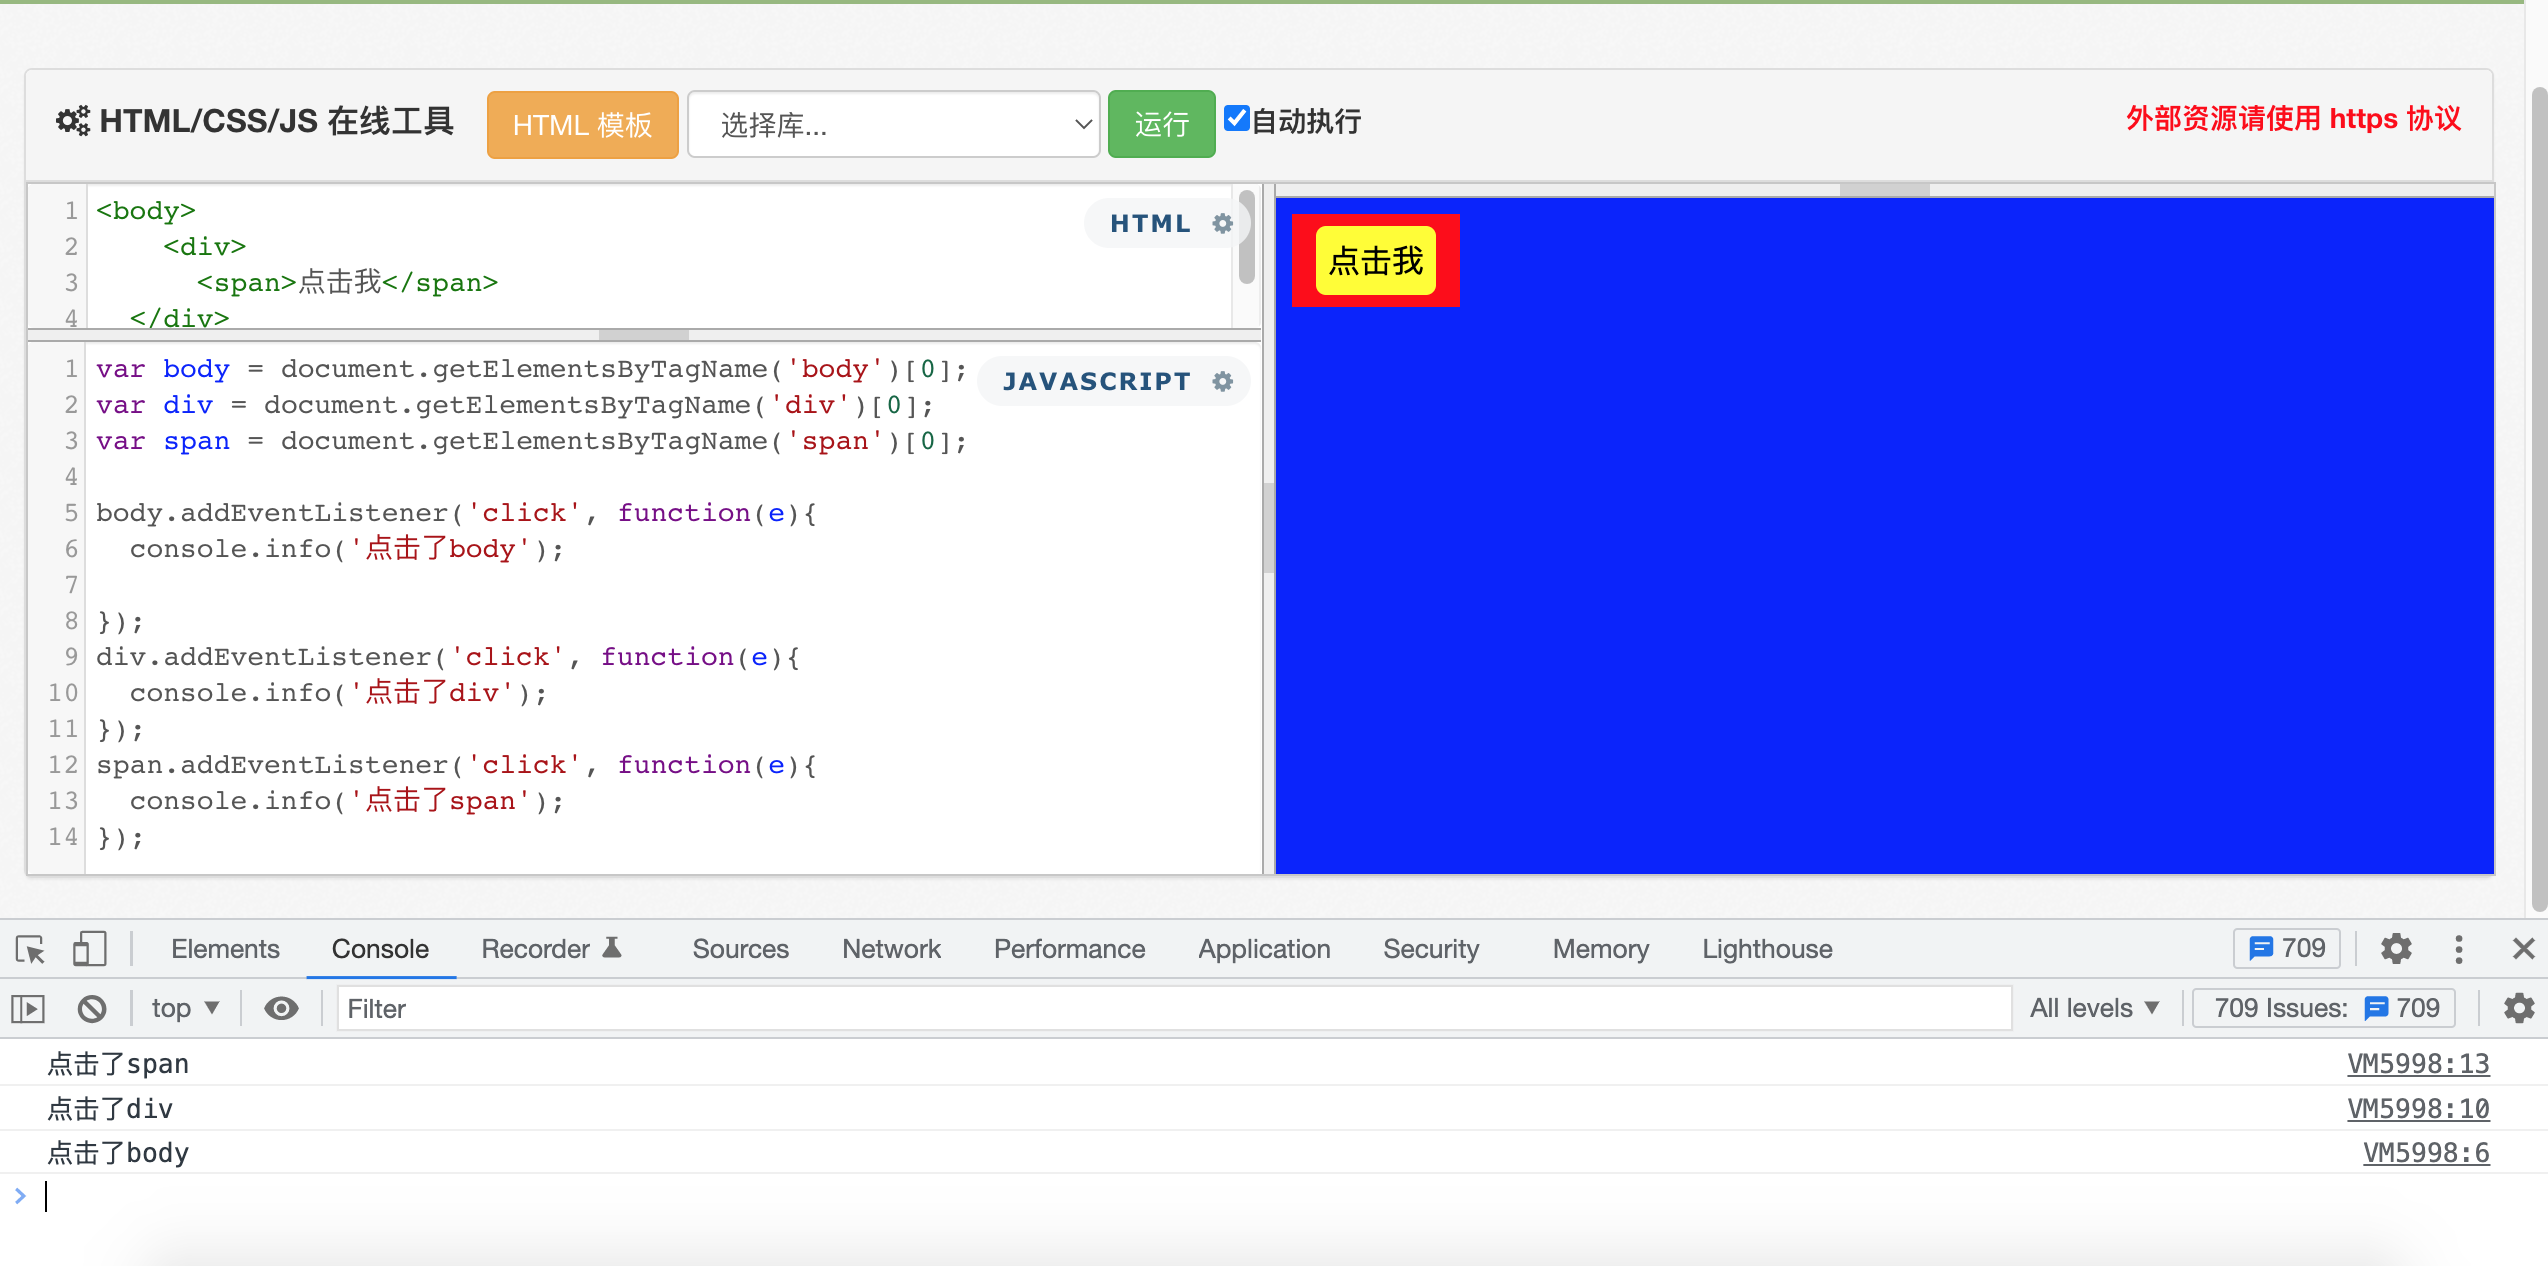 HTML/CSS/JS 在线工具 HTML 模板 选择库... 运行 自动执行 外部资源请使用 https 协议
HTML
1 <body>
2     <div>
3       <span>点击我</span>
4   </div>
点击我
JAVASCRIPT
1 var body = document.getElementsByTagName('body')[0];
2 var div = document.getElementsByTagName('div')[0];
3 var span = document.getElementsByTagName('span')[0];
4
5 body.addEventListener('click', function(e){
6   console.info('点击了body');
7
8 });
9 div.addEventListener('click', function(e){
10   console.info('点击了div');
11 });
12 span.addEventListener('click', function(e){
13   console.info('点击了span');
14 });
Elements Console Recorder Sources Network Performance Application Security Memory Lighthouse 709
top Filter All levels 709 Issues: 709
点击了span VM5998:13
点击了div VM5998:10
点击了body VM5998:6